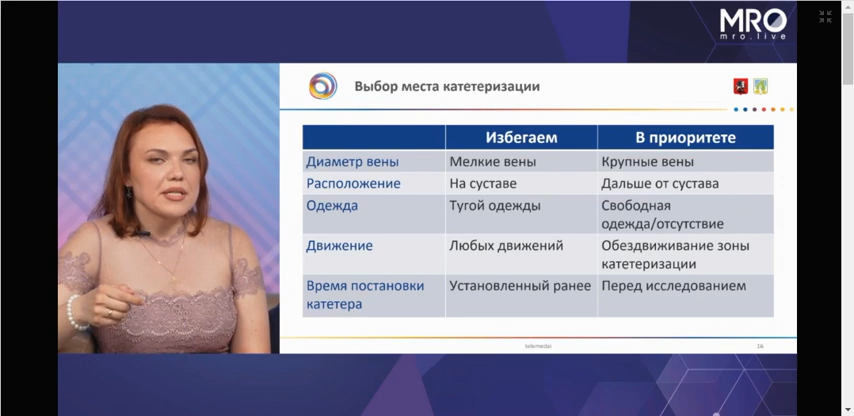 MRO
mro.live
Выбор места катетеризации
Избегаем
В приоритете
Диаметр вены
Мелкие вены
Крупные вены
Расположение
На суставе
Дальше от сустава
Одежда
Тугой одежды
Свободная
одежда/отсутствие
Движение
Любых движений
Обездвиживание зоны
катетеризации
Время постановки
катетера
Установленный ранее
Перед исследованием
telemedai
16